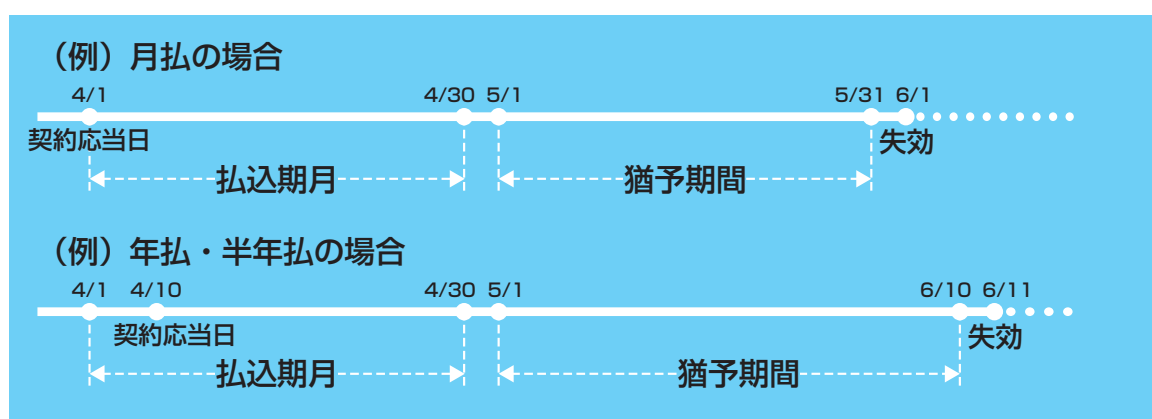 （例）月払の場合
4/1 4/30 5/1 5/31 6/1
契約応当日 失効
払込期月 猶予期間
（例）年払・半年払の場合
4/1 4/10 4/30 5/1 6/10 6/11
契約応当日 失効
払込期月 猶予期間